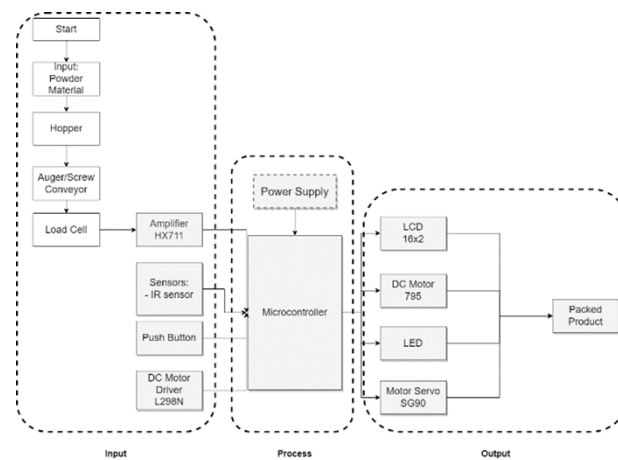 Start
Input:
Powder
Material
Hopper
Auger/Screw
Conveyor
Load Cell
Amplifier
HX711
Sensors:
- IR sensor
Push Button
DC Motor
Driver
L298N
Power Supply
Microcontroller
LCD
16x2
DC Motor
795
LED
Motor Servo
SG90
Packed
Product
Input
Process
Output